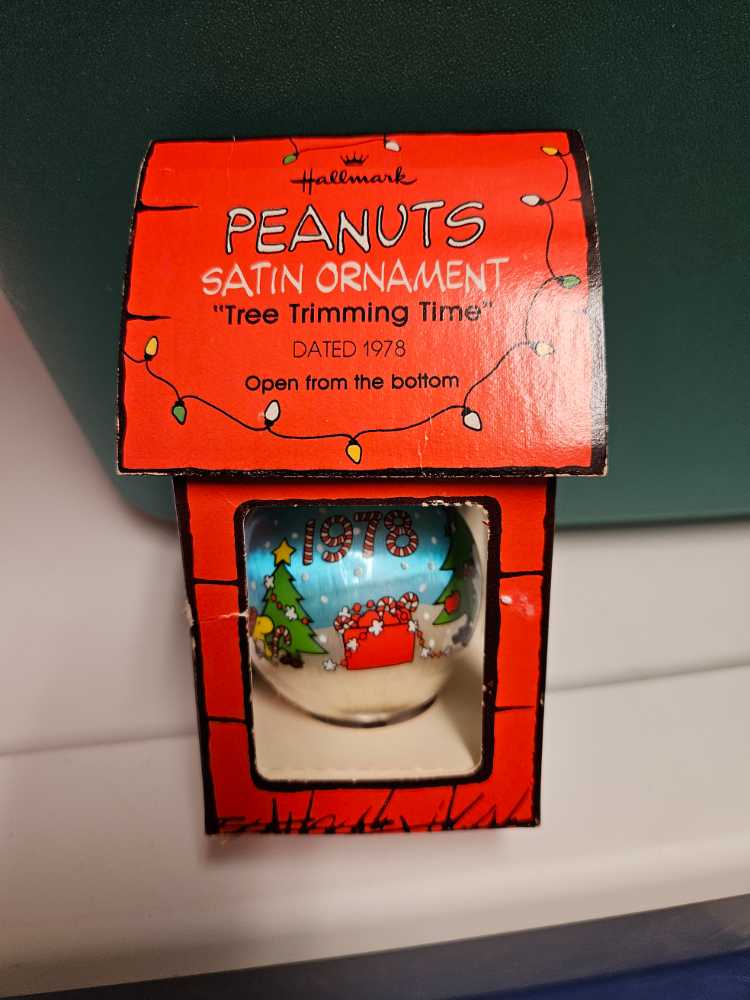 Hallmark
PEANUTS
SATIN ORNAMENT
"Tree Trimming Time"
DATED 1978
Open from the bottom
1978